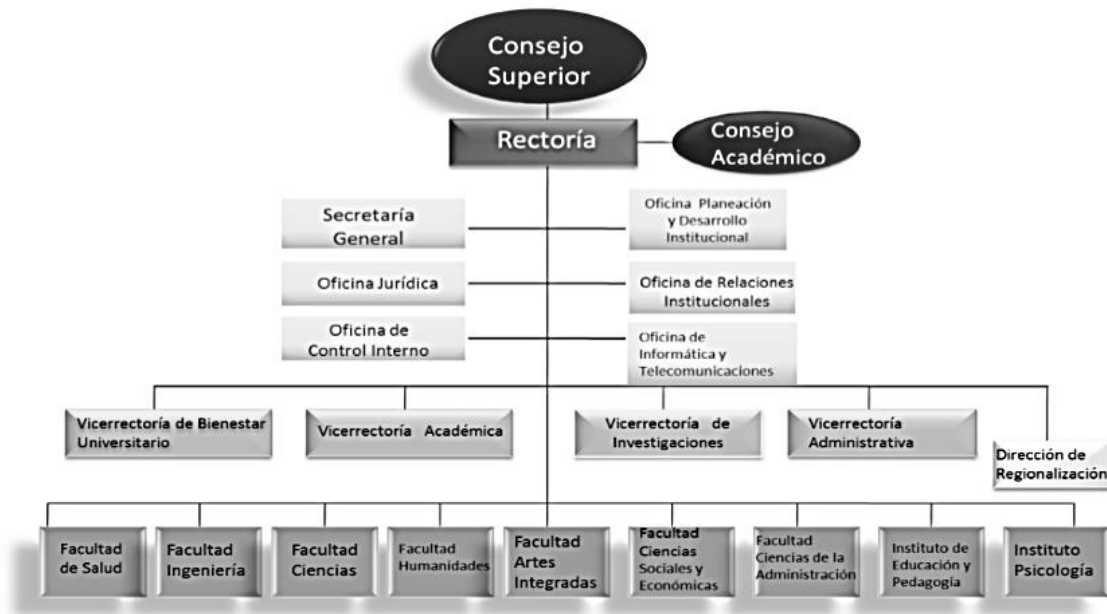 Consejo
Superior
Rectoría
Consejo
Académico
Secretaría
General
Oficina Planeación
y Desarrollo
Institucional
Oficina Jurídica
Oficina de Relaciones
Institucionales
Oficina de
Control Interno
Oficina de
Informática y
Telecomunicaciones
Vicerrectoría de Bienestar
Universitario
Vicerrectoría Académica
Vicerrectoría de
Investigaciones
Vicerrectoría
Administrativa
Dirección de
Regionalización
Facultad
de Salud
Facultad
Ingeniería
Facultad
Ciencias
Facultad
Humanidades
Facultad
Artes
Integradas
Facultad
Ciencias
Sociales y
Económicas
Facultad
Ciencias de la
Administración
Instituto de
Educación y
Pedagogía
Instituto
Psicología